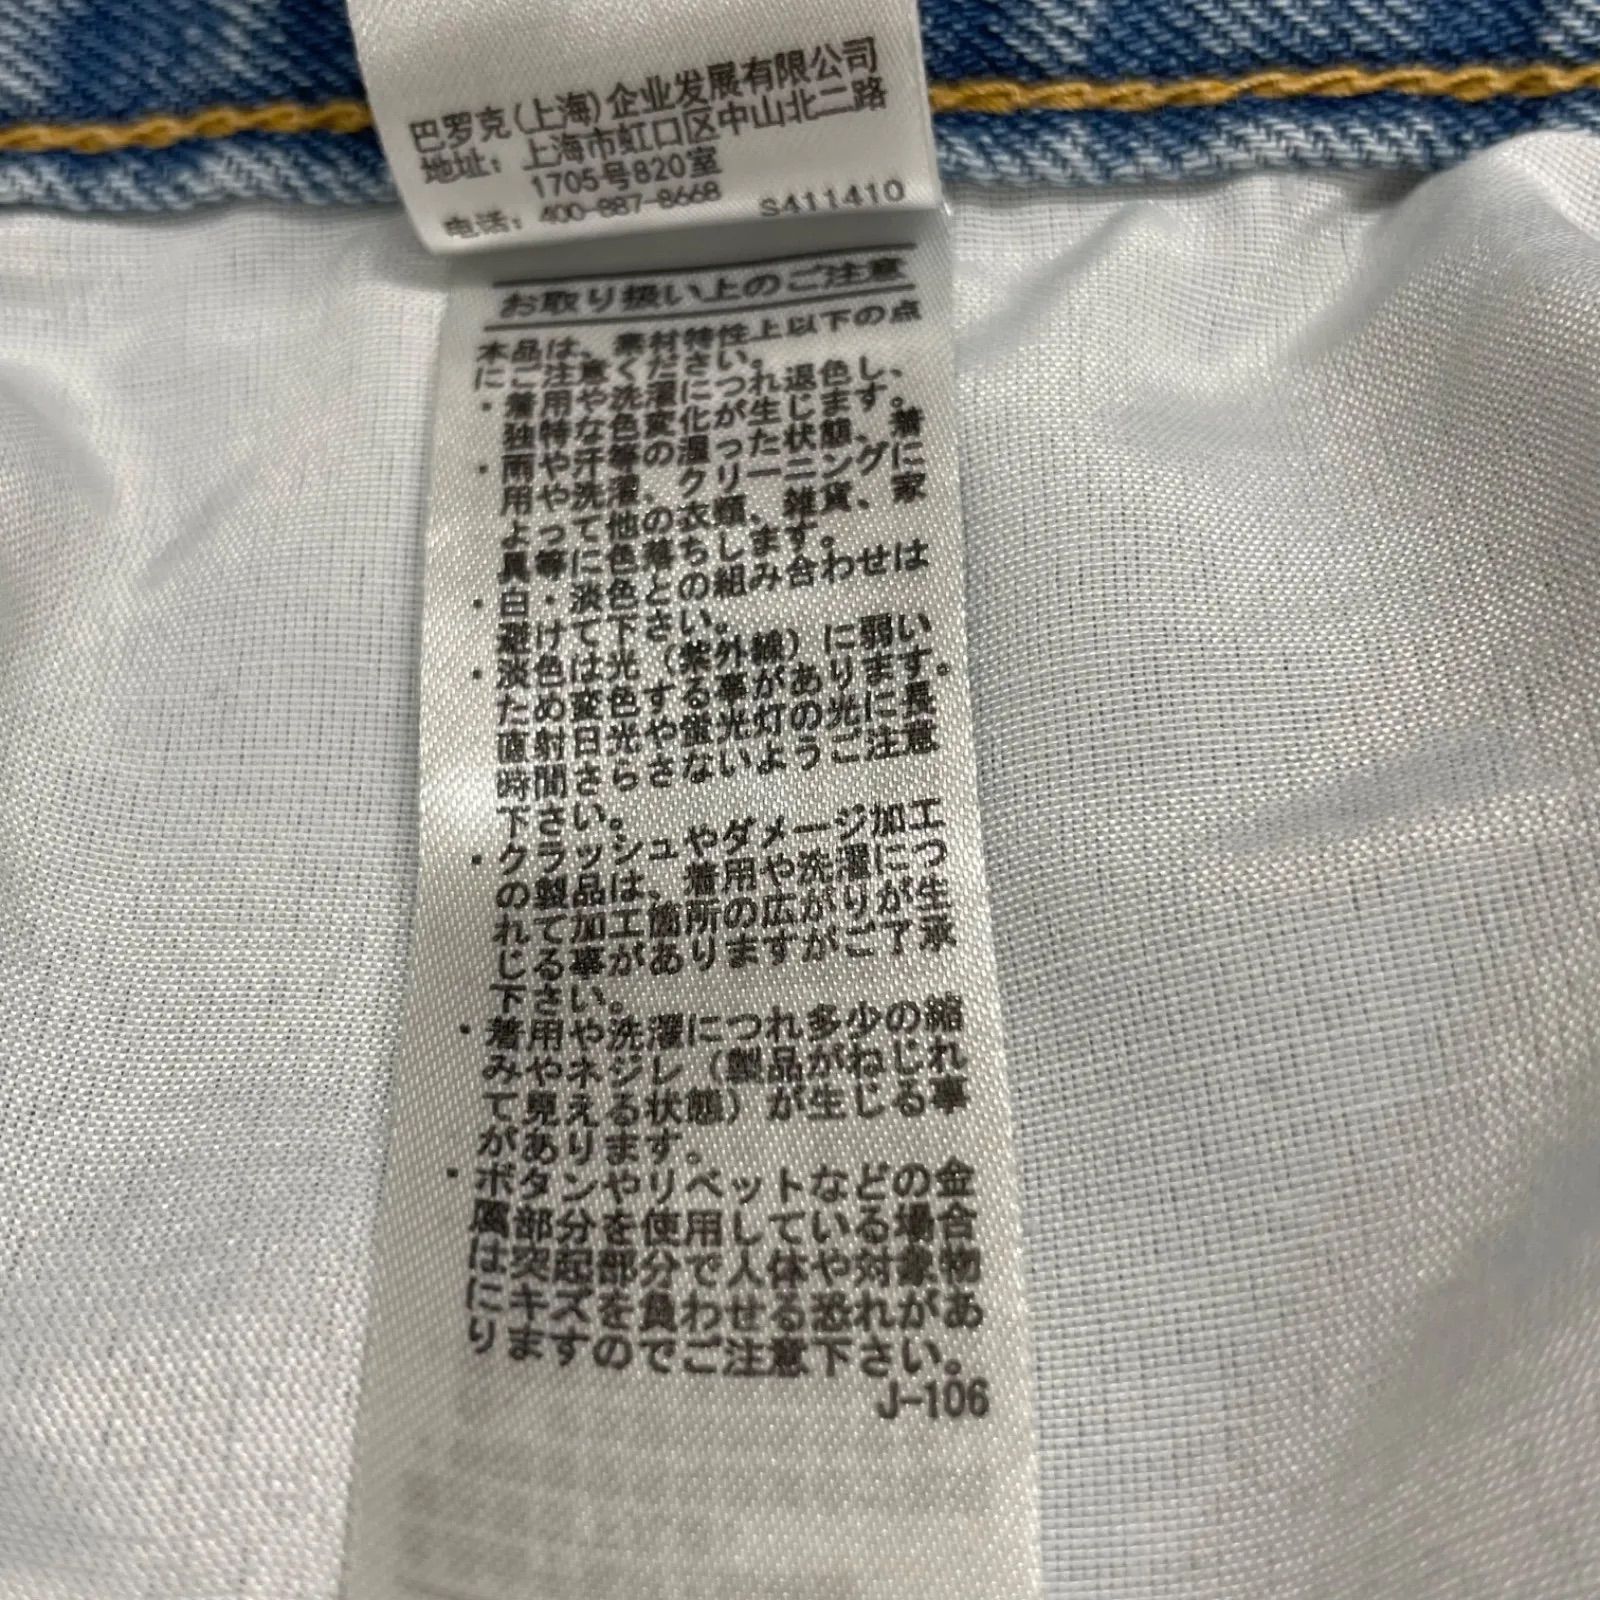 巴罗克(上海)企业发展有限公司
地址: 上海市虹口区中山北二路
1705号820室
电话: 400-887-8668
S411410
お取り扱い上のご注意
本品は、素材特性上以下の点
にご注意ください。
・着用や洗濯につれ退色し、
独特な色変化が生じます。
・雨や汗等の湿った状態、着
用や洗濯、クリーニングに
よって他の衣類、雑貨、家
具等に色落ちします。
・白・淡色との組み合わせは
避けて下さい。
・淡色は光(紫外線)に弱い
ため変色する事があります。
直射日光や蛍光灯の光に長
時間さらさないようご注意
下さい。
・クラッシュやダメージ加工
の製品は、着用や洗濯につ
れて加工箇所の広がりが生
じる事がありますがご了承
下さい。
・着用や洗濯につれ多少の縮
みやネジレ(製品がねじれ
て見える状態)が生じる事
があります。
・ボタンやリベットなどの金
属部分を使用している場合
は突起部分で人体や対象物
にキズを負わせる恐れがあ
りますのでご注意下さい。
J-106